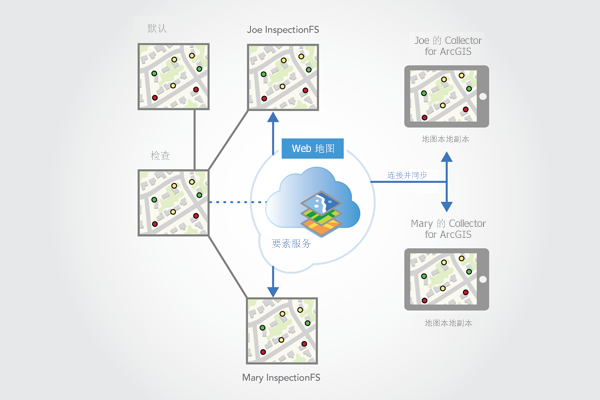 默认
Joe InspectionFS
Joe 的 Collector
for ArcGIS
地图本地副本
Web 地图
检查
连接并同步
要素服务
Mary 的 Collector
for ArcGIS
地图本地副本
Mary InspectionFS